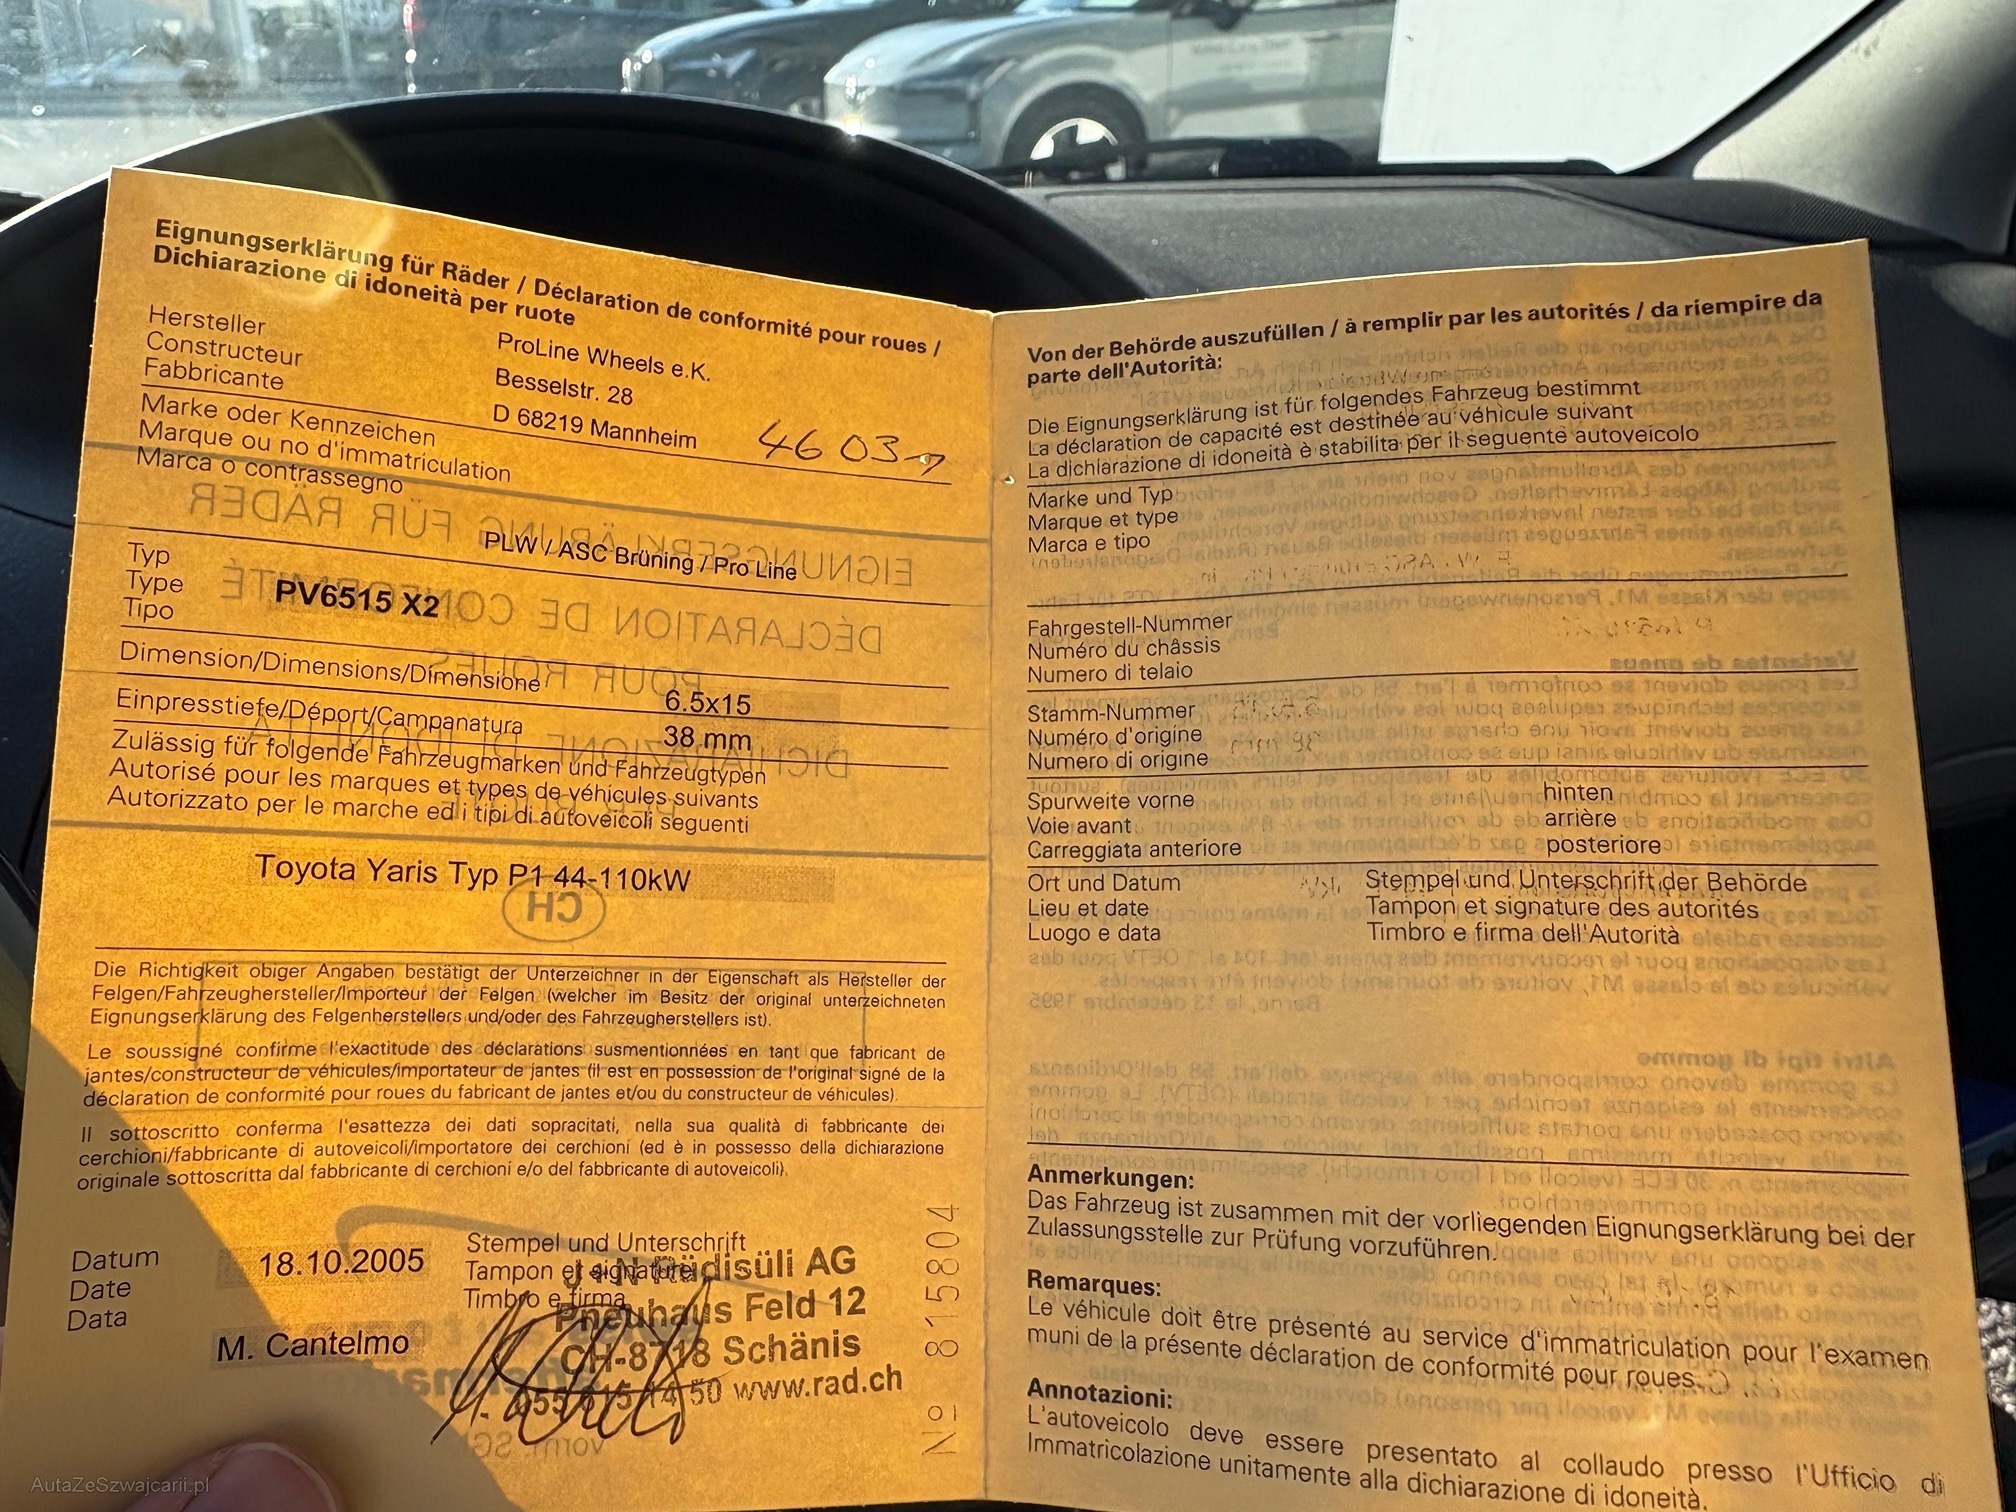 Eignungserklärung für Räder / Déclaration de conformité pour roues /
Dichiarazione di idoneità per ruote
Hersteller
Constructeur
Fabbricante
ProLine Wheels e.K.
Besselstr. 28
D 68219 Mannheim
4603
Marke oder Kennzeichen
Marque ou no d'immatriculation
Marca o contrassegno
PLW / ASC Brüning / Pro Line
Typ
Type
Tipo
PV6515 X2
Dimension/Dimensions/Dimensione
6.5x15
Einpresstiefe/Déport/Campanatura
38 mm
Zulässig für folgende Fahrzeugmarken und Fahrzeugtypen
Autorisé pour les marques et types de véhicules suivants
Autorizzato per le marche ed i tipi di autoveicoli seguenti
Toyota Yaris Typ P1 44-110kW
CH
Die Richtigkeit obiger Angaben bestätigt der Unterzeichner in der Eigenschaft als Hersteller der
Felgen/Fahrzeughersteller/Importeur der Felgen (welcher im Besitz der original unterzeichneten
Eignungserklärung des Felgenherstellers und/oder des Fahrzeugherstellers ist).
Le soussigné confirme l'exactitude des déclarations susmentionnées en tant que fabricant de
jantes/constructeur de véhicules/importateur de jantes (il est en possession de l'original signé de la
déclaration de conformité pour roues du fabricant de jantes et/ou du constructeur de véhicules).
Il sottoscritto conferma l'esattezza dei dati sopracitati, nella sua qualità di fabbricante dei
cerchioni/fabbricante di autoveicoli/importatore dei cerchioni (ed è in possesso della dichiarazione
originale sottoscritta dal fabbricante di cerchioni e/o del fabbricante di autoveicoli).
Datum
Date
Data
18.10.2005
M. Cantelmo
Stempel und Unterschrift
Tampon et signature
Timbro e firma
J + N Rüdisüli AG
Pneuhaus Feld 12
CH-8718 Schänis
055 615 14 50 www.rad.ch
No 815804
Von der Behörde auszufüllen / à remplir par les autorités / da riempire da
parte dell'Autorità:
Die Eignungserklärung ist für folgendes Fahrzeug bestimmt
La déclaration de capacité est destinée au véhicule suivant
La dichiarazione di idoneità è stabilita per il seguente autoveicolo
Marke und Typ
Marque et type
Marca e tipo
Fahrgestell-Nummer
Numéro du châssis
Numero di telaio
Stamm-Nummer
Numéro d'origine
Numero di origine
Spurweite vorne
Voie avant
Carreggiata anteriore
hinten
arrière
posteriore
Ort und Datum
Lieu et date
Luogo e data
Stempel und Unterschrift der Behörde
Tampon et signature des autorités
Timbro e firma dell'Autorità
Anmerkungen:
Das Fahrzeug ist zusammen mit der vorliegenden Eignungserklärung bei der
Zulassungsstelle zur Prüfung vorzuführen.
Remarques:
Le véhicule doit être présenté au service d'immatriculation pour l'examen
muni de la présente déclaration de conformité pour roues.
Annotazioni:
L'autoveicolo deve essere presentato al collaudo presso l'Ufficio di
Immatricolazione unitamente alla dichiarazione di idoneità.
AutaZeSzwajcarii.pl